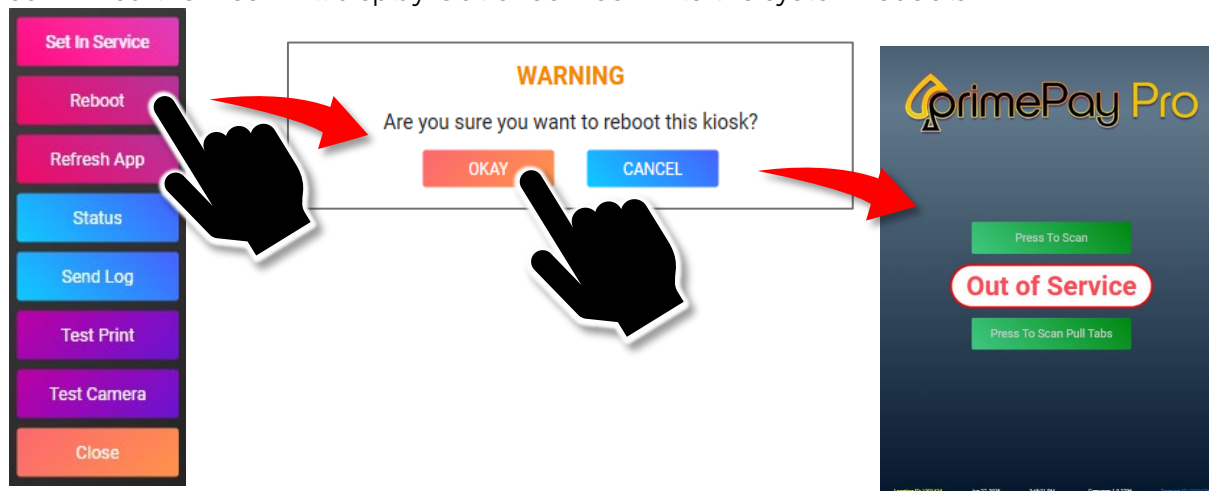 Set In Service
Reboot
Refresh App
Status
Send Log
Test Print
Test Camera
Close
WARNING
Are you sure you want to reboot this kiosk?
OKAY
CANCEL
primePay Pro
Press To Scan
Out of Service
Press To Scan Pull Tabs